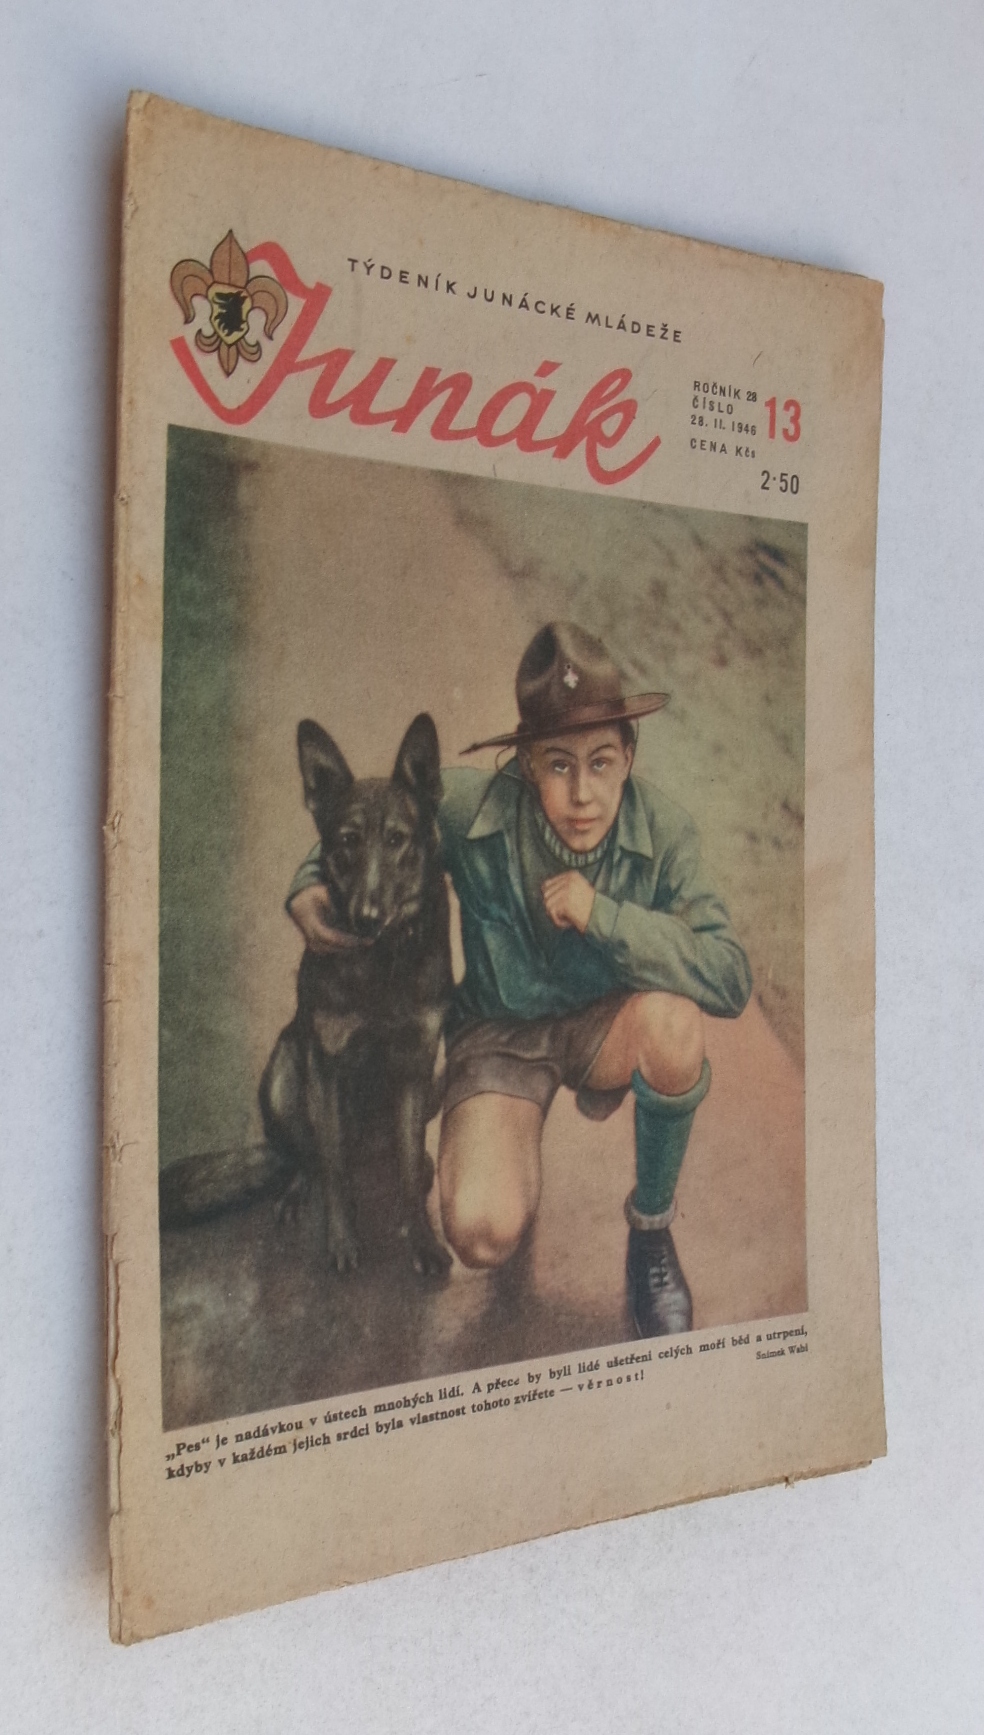 TÝDENÍK JUNÁCKÉ MLÁDEŽE
Junák
ROČNÍK 28
ČÍSLO 13
28. II. 1946
CENA Kčs
2·50
„Pes“ je nadávkou v ústech mnohých lidí. A přece by byli lidé ušetřeni celých moří běd a utrpení,
kdyby v každém jejich srdci byla vlastnost tohoto zvířete — věrnost!
Snímek Wabi